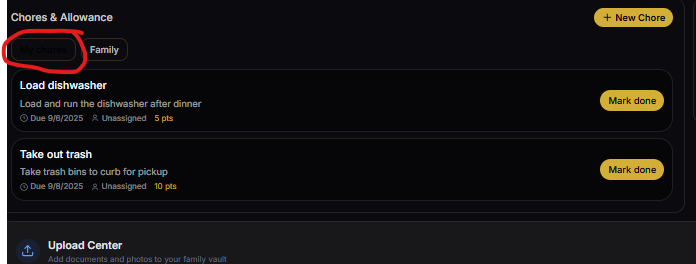 Chores & Allowance
+ New Chore
My chores
Family
Load dishwasher
Load and run the dishwasher after dinner
Due 9/6/2025 Unassigned 5 pts
Mark done
Take out trash
Take trash bins to curb for pickup
Due 9/8/2025 Unassigned 10 pts
Mark done
Upload Center
Add documents and photos to your family vault